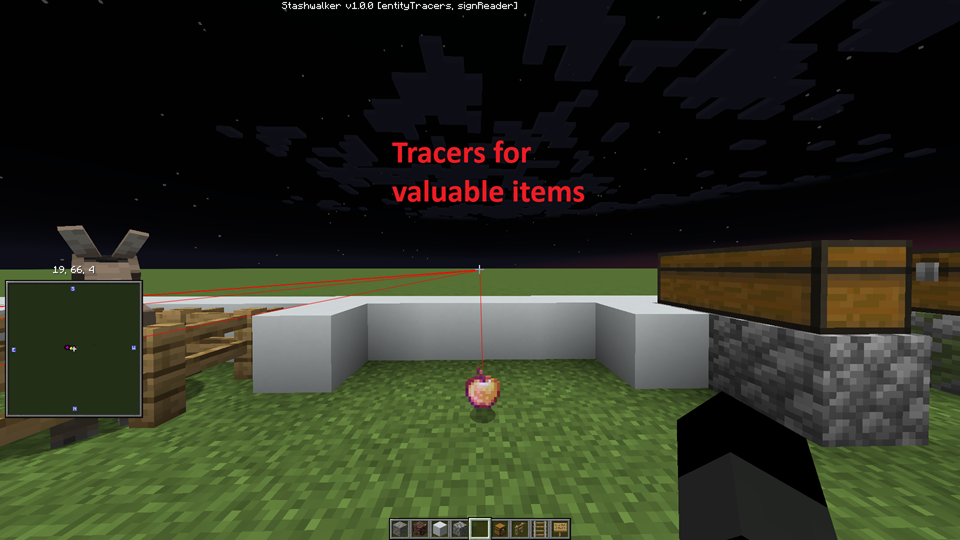 Stashwalker v1.0.0 [entityTracers, signReader]
Tracers for
valuable items
19, 66, 4
S
E
W
N